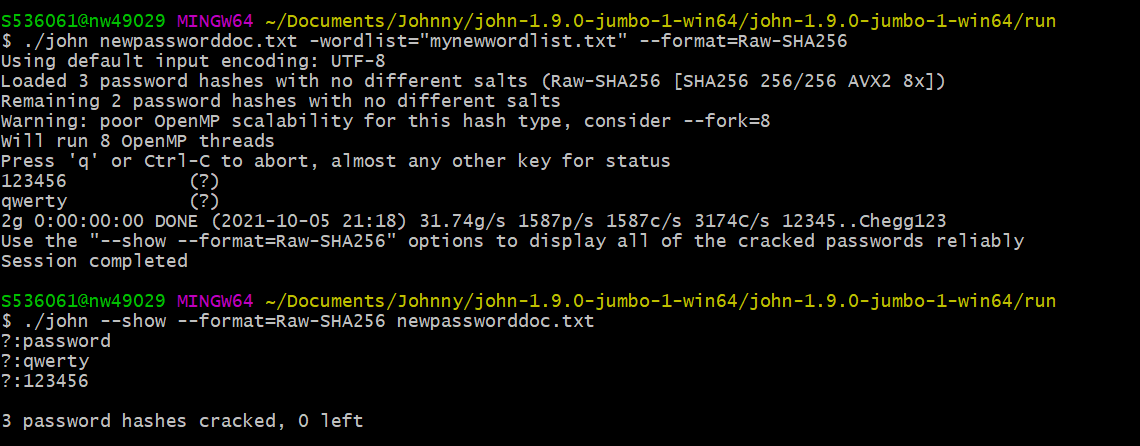 S536061@nw49029 MINGW64 ~/Documents/Johnny/john-1.9.0-jumbo-1-win64/john-1.9.0-jumbo-1-win64/run
$ ./john newpassworddoc.txt -wordlist="mynewwordlist.txt" --format=Raw-SHA256
Using default input encoding: UTF-8
Loaded 3 password hashes with no different salts (Raw-SHA256 [SHA256 256/256 AVX2 8x])
Remaining 2 password hashes with no different salts
Warning: poor OpenMP scalability for this hash type, consider --fork=8
Will run 8 OpenMP threads
Press 'q' or Ctrl-C to abort, almost any other key for status
123456           (?)
qwerty           (?)
2g 0:00:00:00 DONE (2021-10-05 21:18) 31.74g/s 1587p/s 1587c/s 3174C/s 12345..Chegg123
Use the "--show --format=Raw-SHA256" options to display all of the cracked passwords reliably
Session completed
S536061@nw49029 MINGW64 ~/Documents/Johnny/john-1.9.0-jumbo-1-win64/john-1.9.0-jumbo-1-win64/run
$ ./john --show --format=Raw-SHA256 newpassworddoc.txt
?:password
?:qwerty
?:123456
3 password hashes cracked, 0 left